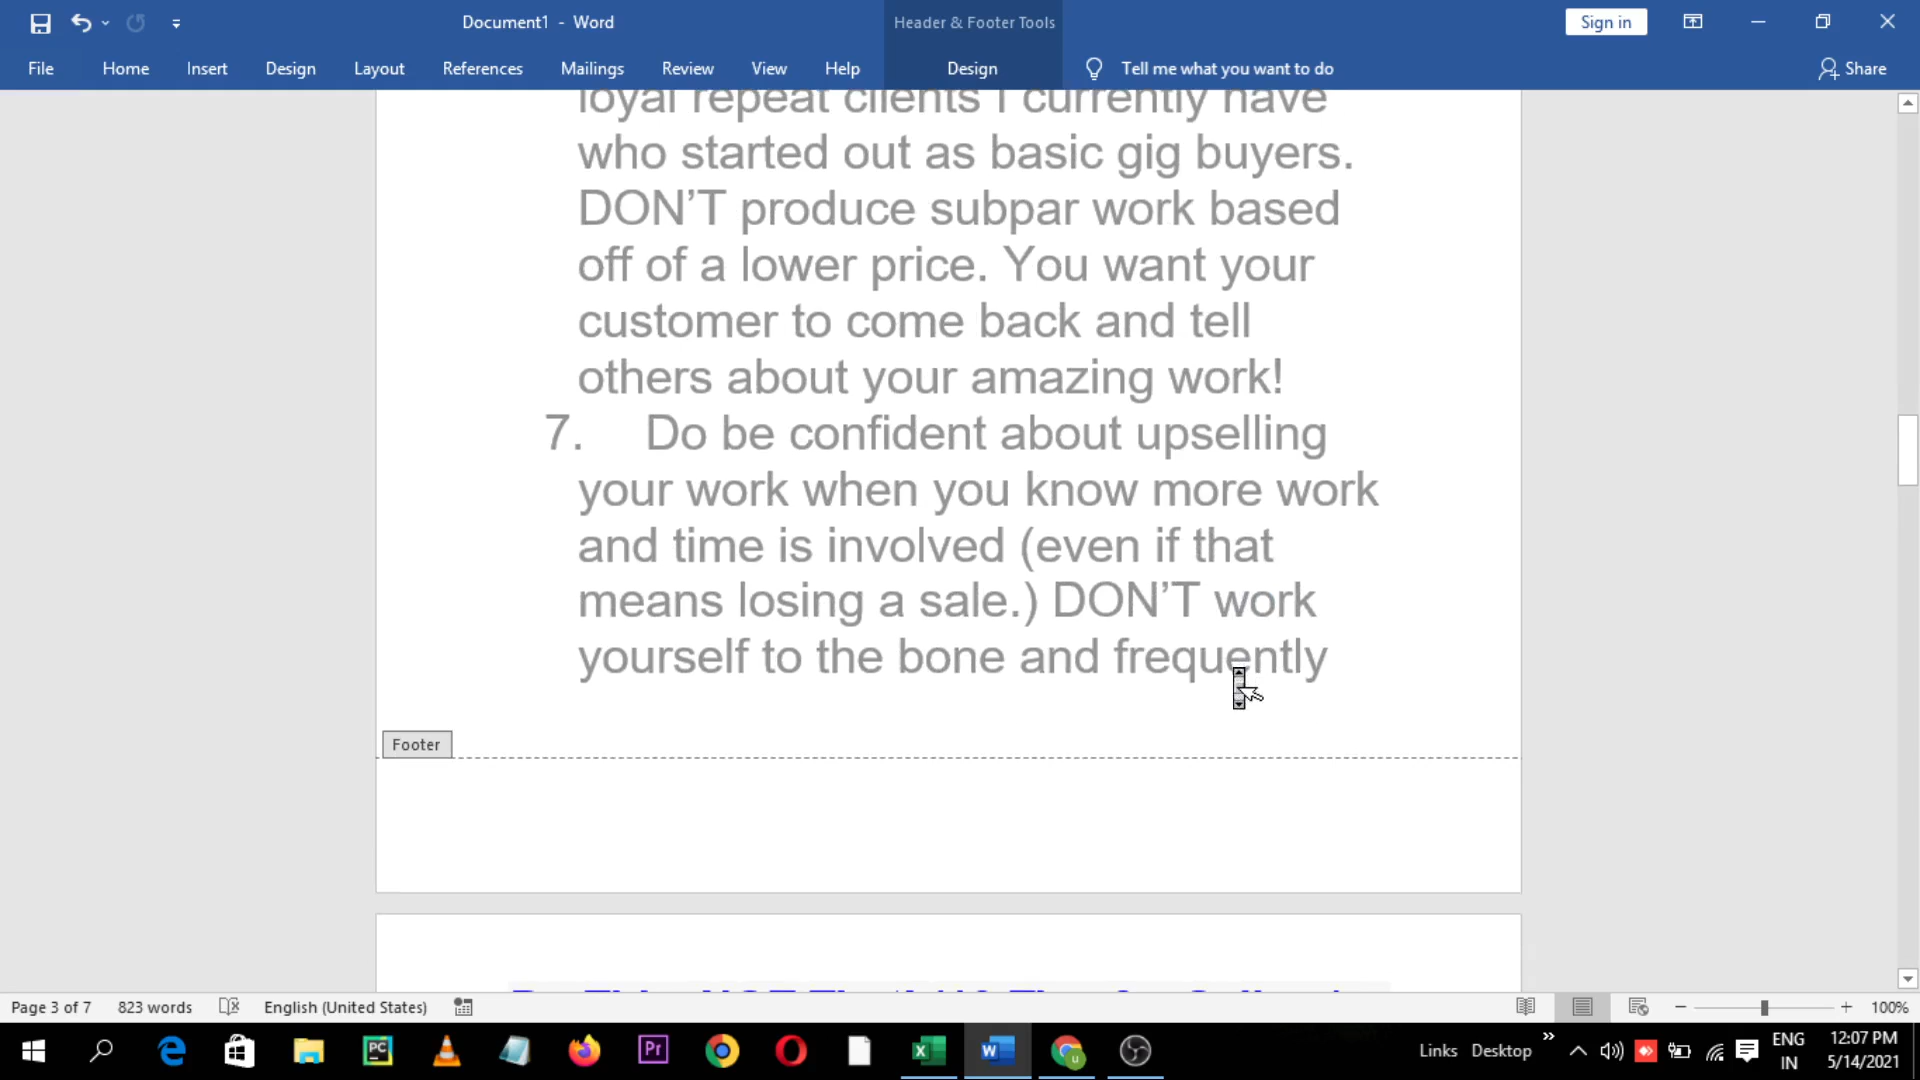 Document1 - Word
Header & Footer Tools
Sign in
File
Home
Insert
Design
Layout
References
Mailings
Review
View
Help
Design
Tell me what you want to do
Share
loyal repeat clients I currently have
who started out as basic gig buyers.
DON'T produce subpar work based
off of a lower price. You want your
customer to come back and tell
others about your amazing work!
7. Do be confident about upselling
your work when you know more work
and time is involved (even if that
means losing a sale.) DON'T work
yourself to the bone and frequently
Footer
Page 3 of 7
823 words
English (United States)
100%
Links
Desktop
ENG
IN
12:07 PM
5/14/2021